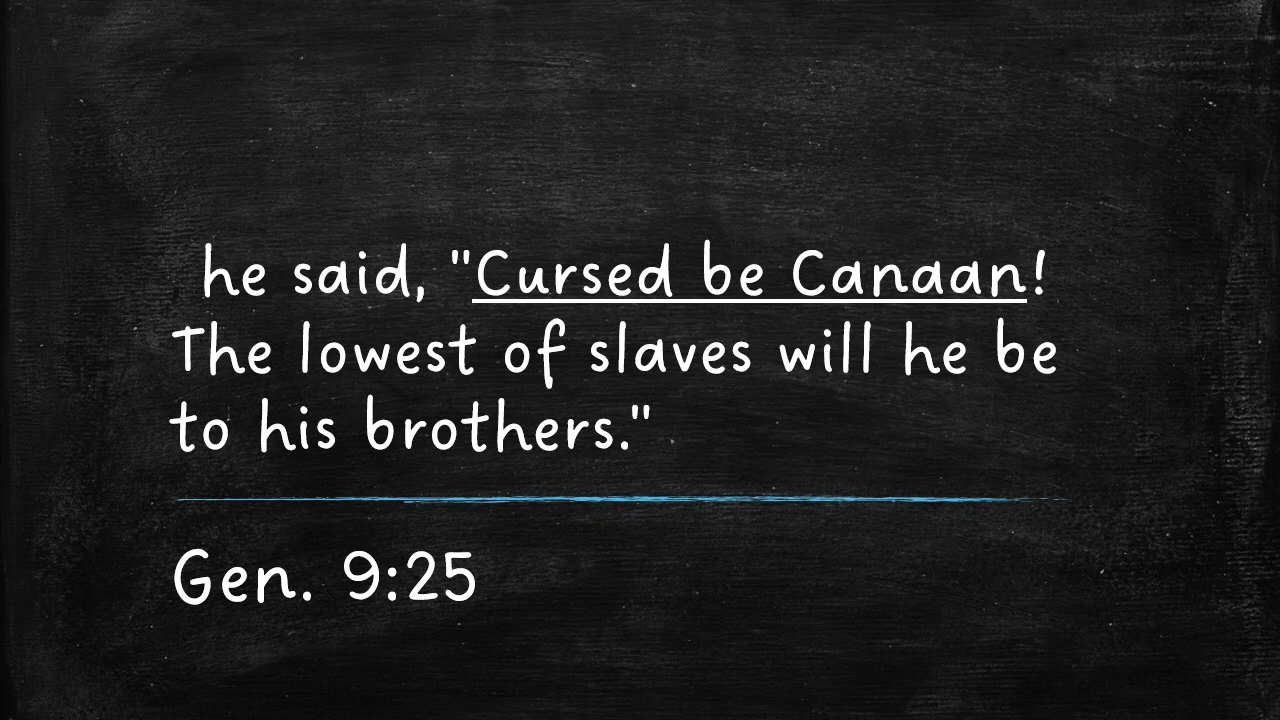 he said, "Cursed be Canaan!
The lowest of slaves will he be
to his brothers."
Gen. 9:25